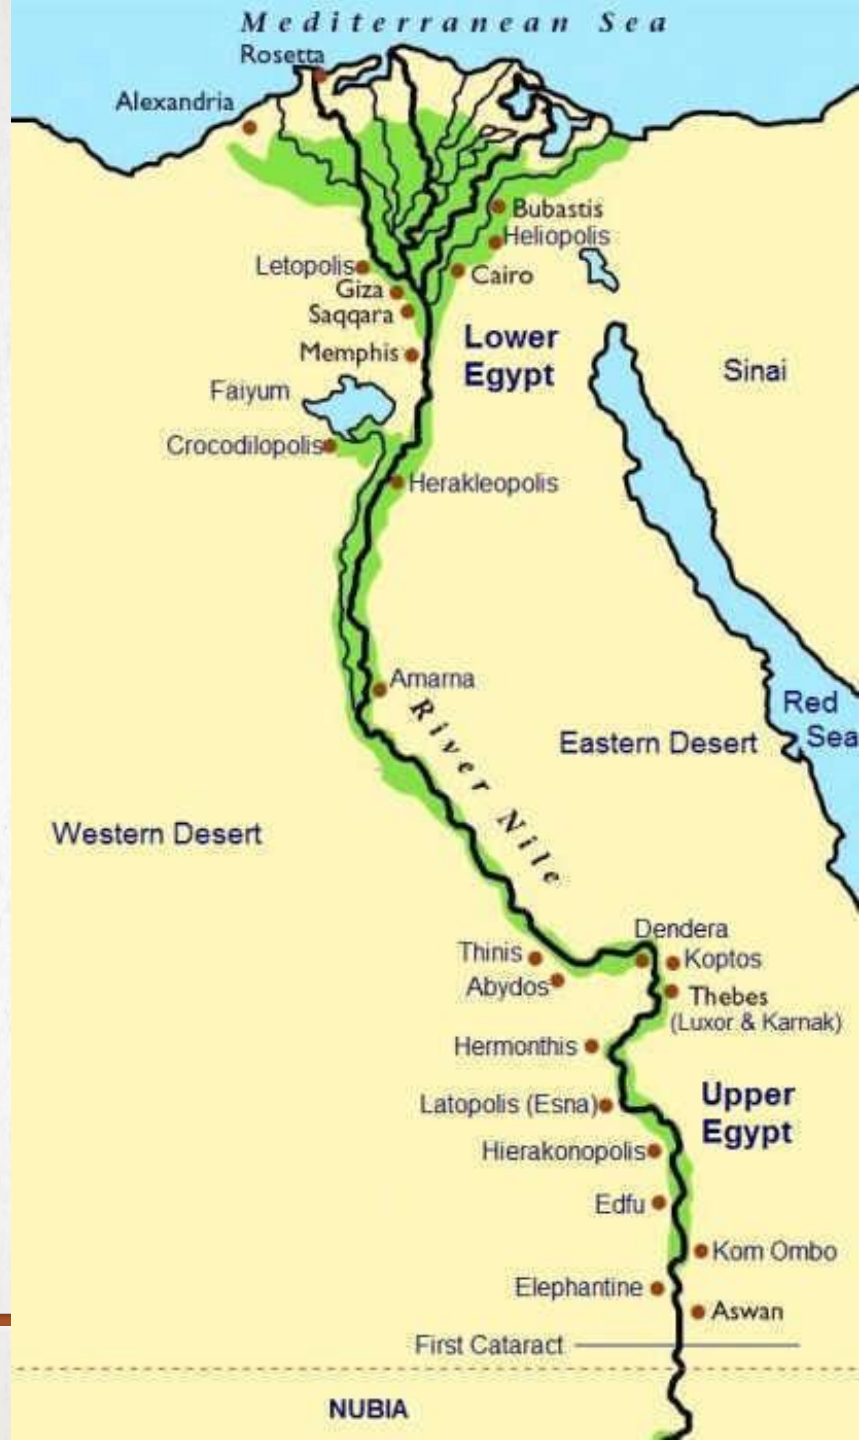 Mediterranean Sea
Rosetta
Alexandria
Bubastis
Heliopolis
Letopolis
Cairo
Giza
Saqqara
Lower
Egypt
Memphis
Sinai
Faiyum
Crocodilopolis
Herakleopolis
Amarna
River Nile
Red
Sea
Eastern Desert
Western Desert
Dendera
Thinis
Koptos
Abydos
Thebes
(Luxor & Karnak)
Hermonthis
Upper
Egypt
Latopolis (Esna)
Hierakonopolis
Edfu
Kom Ombo
Elephantine
Aswan
First Cataract
NUBIA